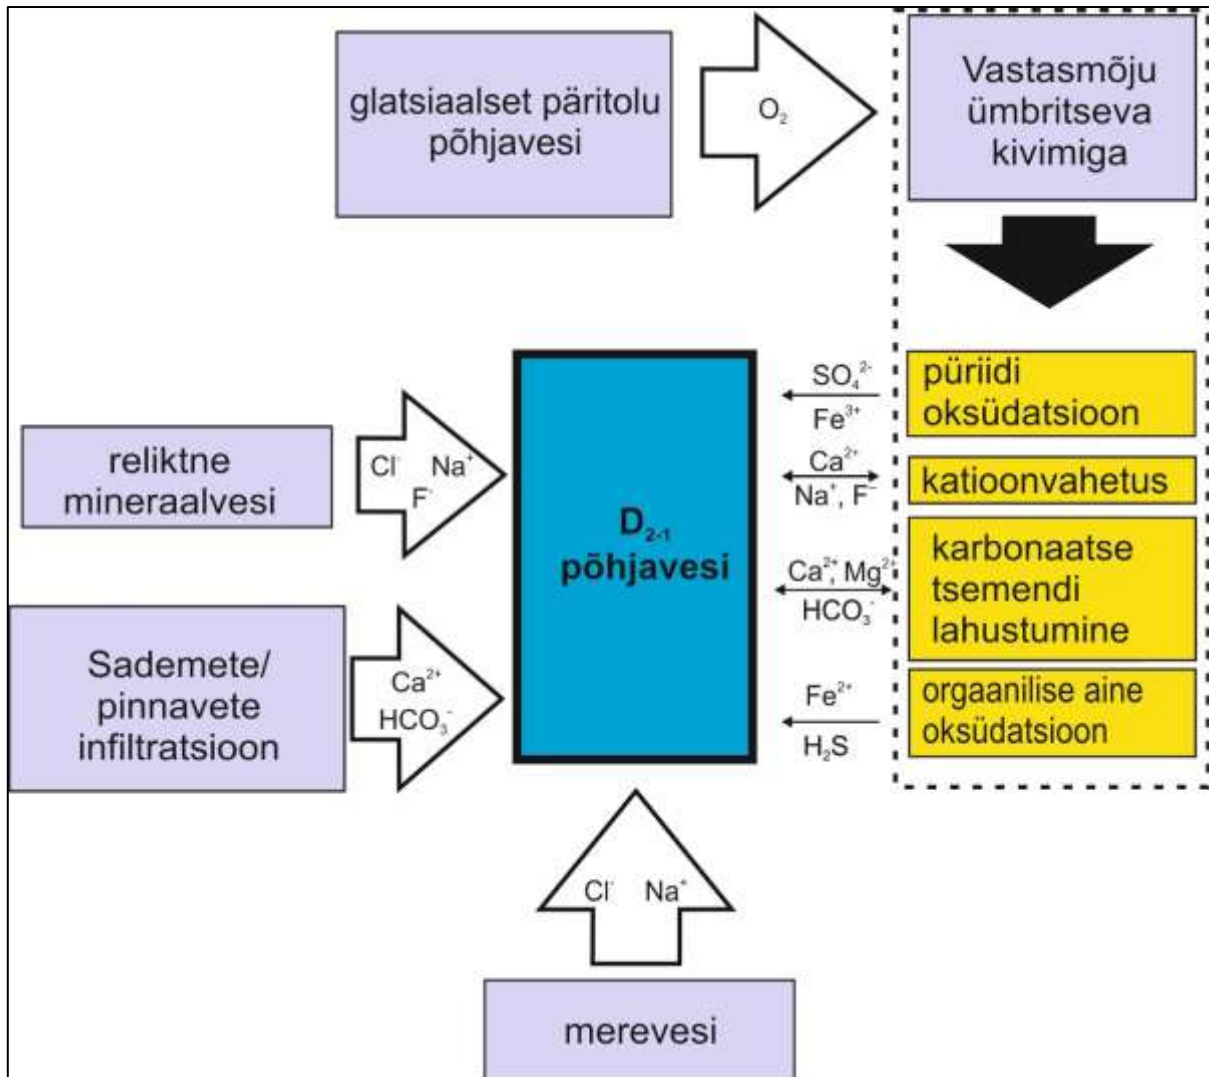 glatsiaalset päritolu
põhjavesi
O₂
Vastasmõju
ümbritseva
kivimiga
reliktne
mineraalvesi
Cl⁻ Na⁺
F⁻
Sademete/
pinnavete
infiltratsioon
Ca²⁺
HCO₃⁻
D₂₋₁
põhjavesi
SO₄²⁻
Fe³⁺
püriidi
oksüdatsioon
Ca²⁺
Na⁺, F⁻
katioonvahetus
Ca²⁺, Mg²⁺
HCO₃⁻
karbonaatse
tsemendi
lahustumine
Fe²⁺
H₂S
orgaanilise aine
oksüdatsioon
Cl⁻ Na⁺
merevesi